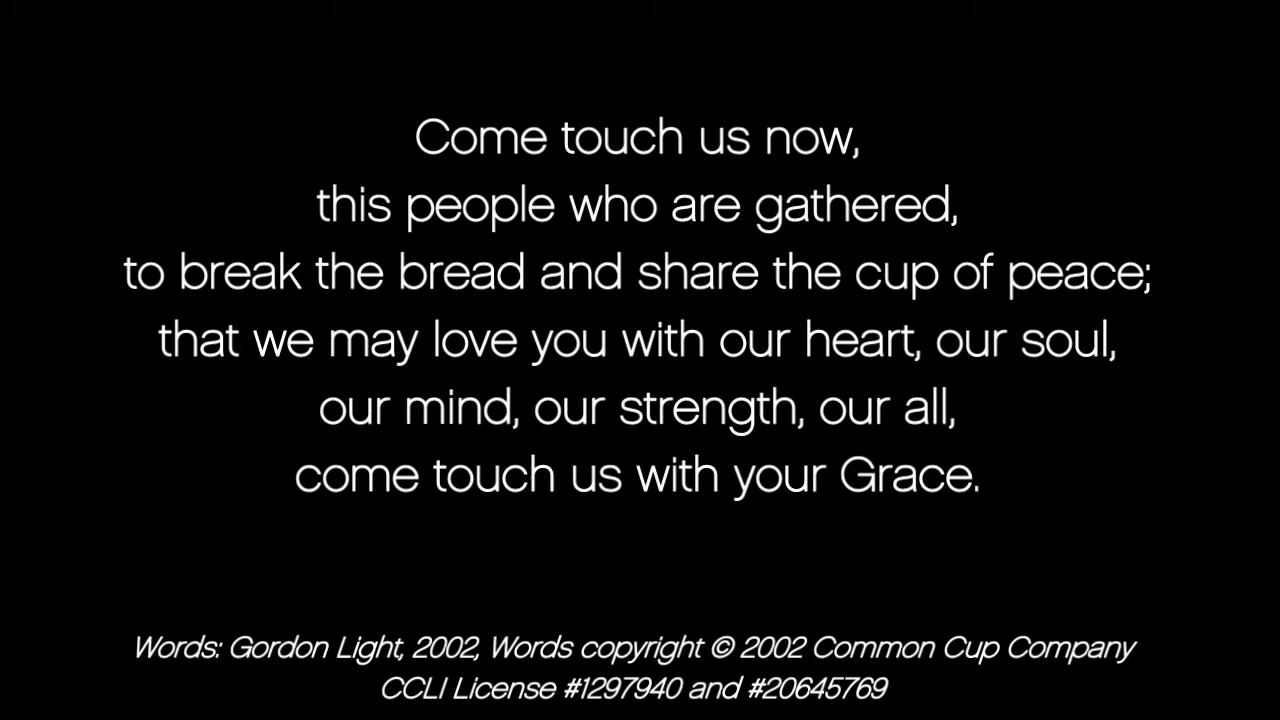 Come touch us now,
this people who are gathered,
to break the bread and share the cup of peace;
that we may love you with our heart, our soul,
our mind, our strength, our all,
come touch us with your Grace.
Words: Gordon Light, 2002, Words copyright © 2002 Common Cup Company
CCLI License #1297940 and #20645769